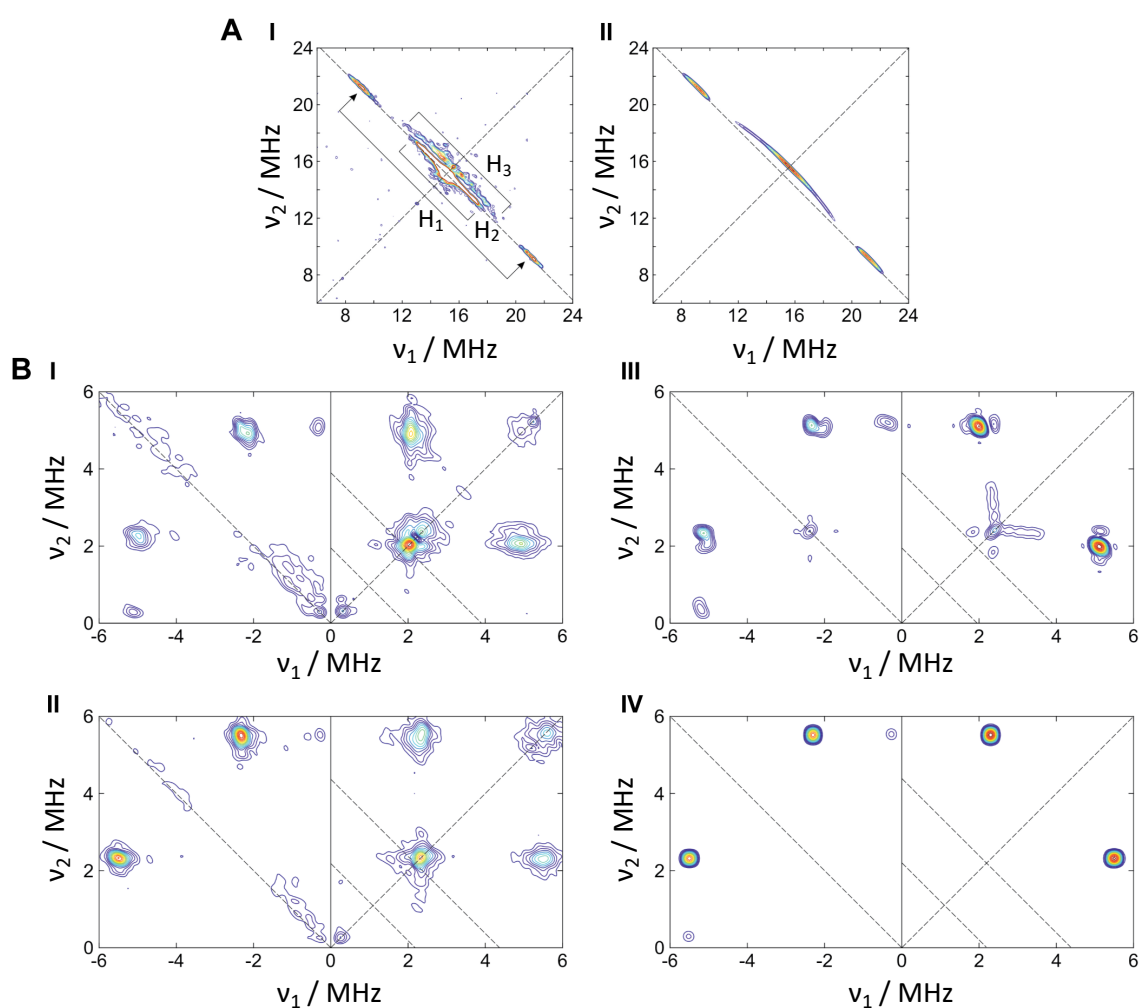 A I II
24 24
20 20
16 16
12 12
8 8
ν2 / MHz ν2 / MHz
H3
H1
H2
8 12 16 20 24 8 12 16 20 24
ν1 / MHz ν1 / MHz
B I III
6 6
4 4
2 2
0 0
ν2 / MHz ν2 / MHz
-6 -4 -2 0 2 4 6 -6 -4 -2 0 2 4 6
ν1 / MHz ν1 / MHz
II IV
6 6
4 4
2 2
0 0
ν2 / MHz ν2 / MHz
-6 -4 -2 0 2 4 6 -6 -4 -2 0 2 4 6
ν1 / MHz ν1 / MHz